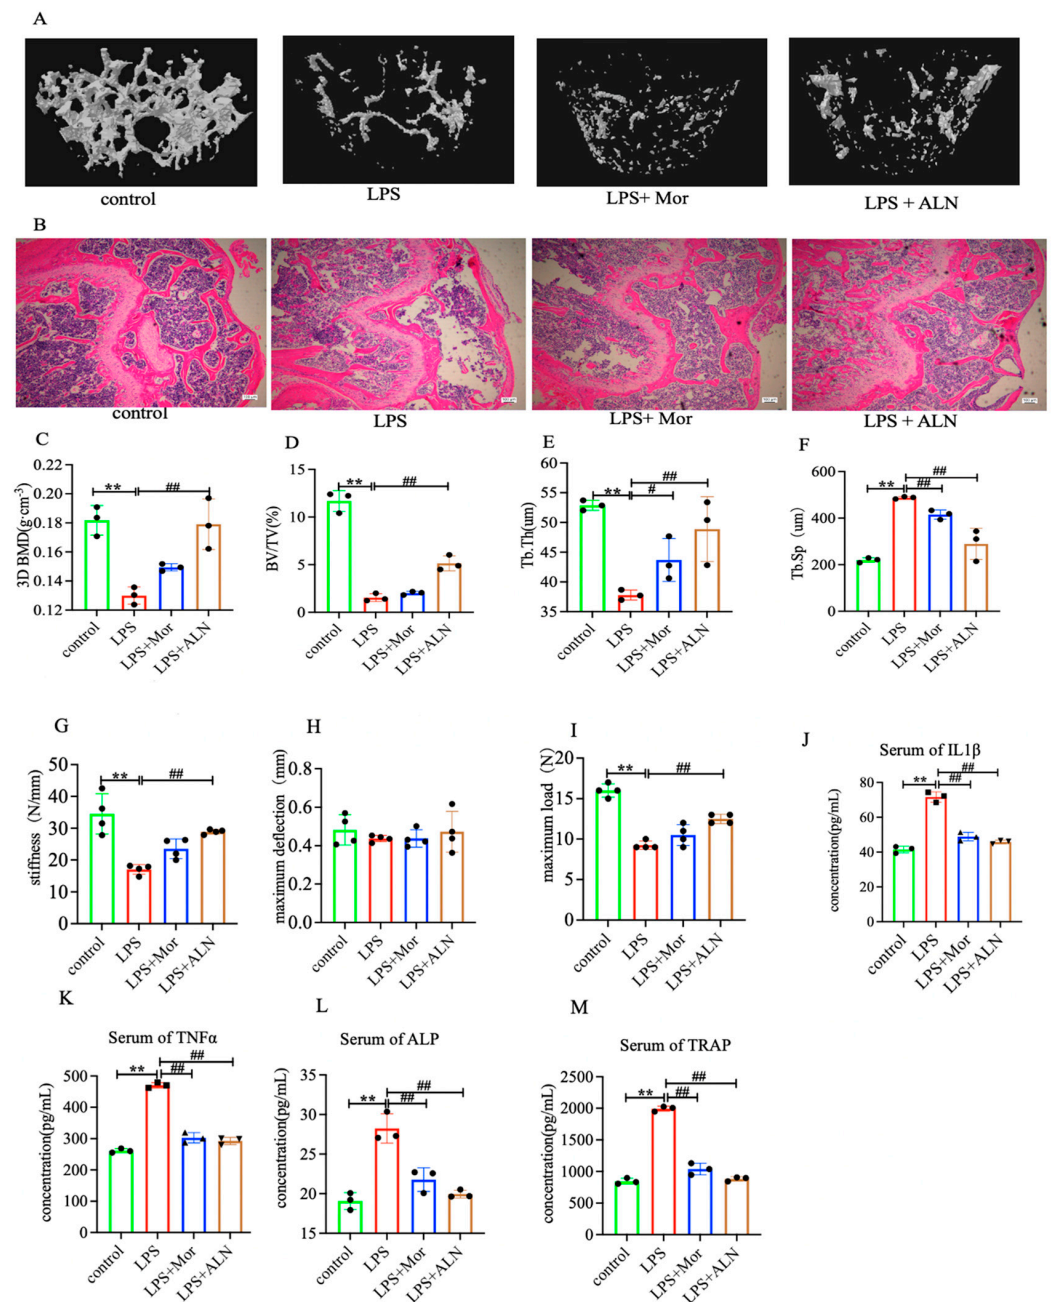 A
control
LPS
LPS+ Mor
LPS + ALN
B
control
LPS
LPS+ Mor
LPS + ALN
C
3D BMD(g·cm-³)
0.22
0.20
0.18
0.16
0.14
0.12
**
##
control
LPS
LPS+Mor
LPS+ALN
D
BV/TV(%)
15
10
5
0
**
##
control
LPS
LPS+Mor
LPS+ALN
E
Tb.Th(um)
60
55
50
45
40
35
##
**
#
control
LPS
LPS+Mor
LPS+ALN
F
Tb.Sp（um）
600
400
200
0
##
**
##
control
LPS
LPS+Mor
LPS+ALN
G
stiffness（N/mm）
50
40
30
20
10
0
**
##
control
LPS
LPS+Mor
LPS+ALN
H
maximum deflection（mm）
0.8
0.6
0.4
0.2
0.0
control
LPS
LPS+Mor
LPS+ALN
I
maximum load（N）
20
15
10
5
0
**
##
control
LPS
LPS+Mor
LPS+ALN
J
Serum of IL1β
concentration(pg/mL)
80
60
40
20
0
##
**
##
control
LPS
LPS+Mor
LPS+ALN
K
Serum of TNFα
concentration(pg/mL)
500
400
300
200
100
0
##
**
##
control
LPS
LPS+Mor
LPS+ALN
L
Serum of ALP
concentration(pg/mL)
35
30
25
20
15
##
**
##
control
LPS
LPS+Mor
LPS+ALN
M
Serum of TRAP
concentration(pg/mL)
2500
2000
1500
1000
500
0
##
**
##
control
LPS
LPS+Mor
LPS+ALN